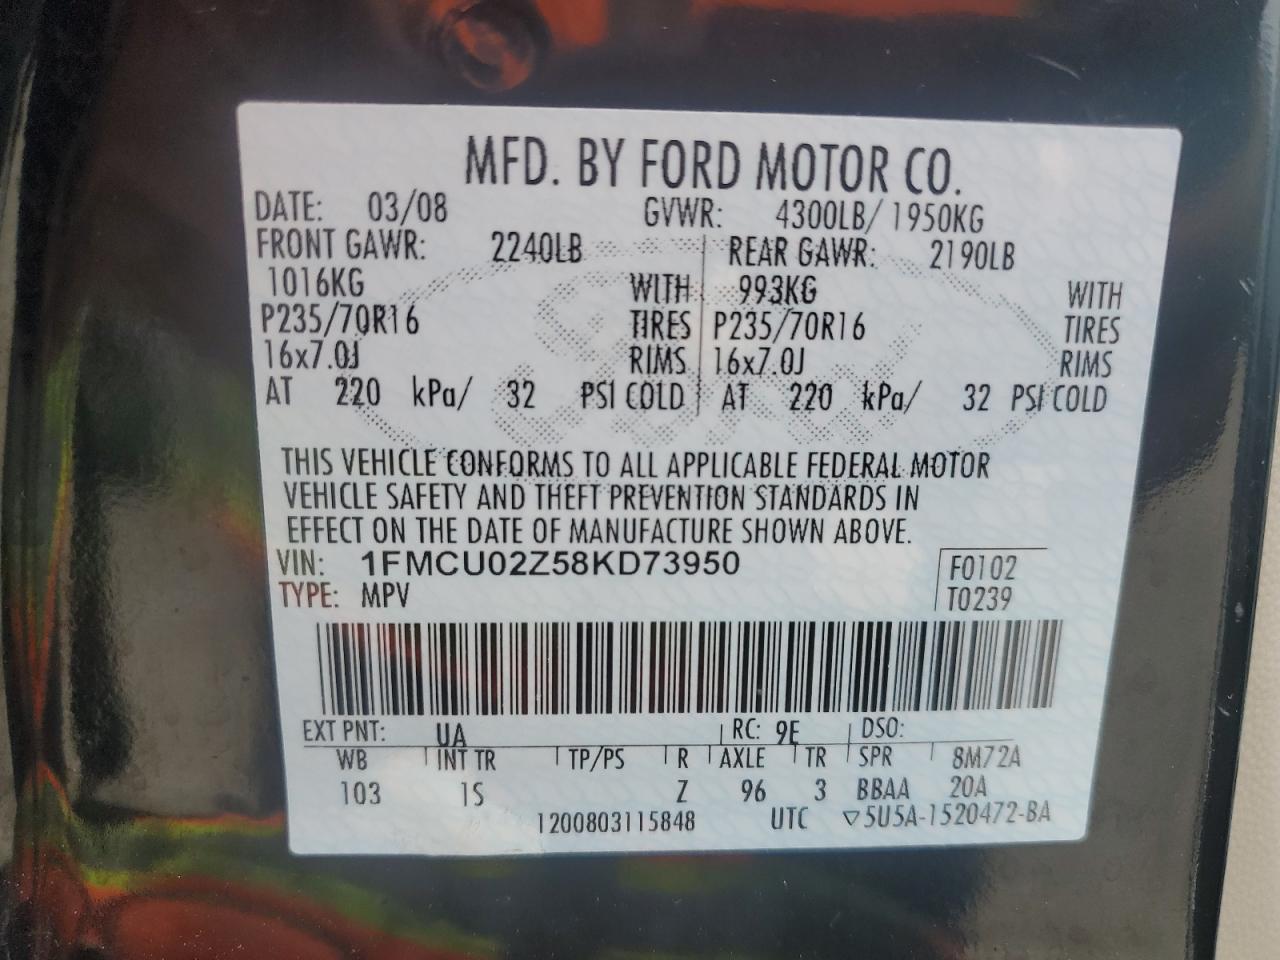 MFD. BY FORD MOTOR CO.
DATE: 03/08 GVWR: 4300LB/ 1950KG
FRONT GAWR: 2240LB REAR GAWR: 2190LB
1016KG WITH 993KG WITH
P235/70R16 TIRES P235/70R16 TIRES
16x7.0J RIMS 16x7.0J RIMS
AT 220 kPa/ 32 PSI COLD AT 220 kPa/ 32 PSI COLD
THIS VEHICLE CONFORMS TO ALL APPLICABLE FEDERAL MOTOR
VEHICLE SAFETY AND THEFT PREVENTION STANDARDS IN
EFFECT ON THE DATE OF MANUFACTURE SHOWN ABOVE.
VIN: 1FMCU02Z58KD73950 F0102
TYPE: MPV T0239
EXT PNT: UA RC: 9E DSO:
WB INT TR TP/PS R AXLE TR SPR 8M72A
103 1S Z 96 3 BBAA 20A
1200803115848 UTC ▽5U5A-1520472-BA